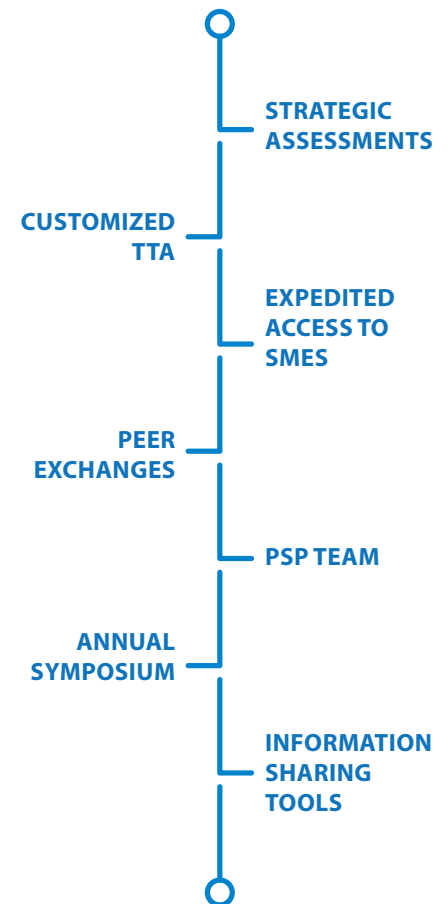 STRATEGIC
ASSESSMENTS
CUSTOMIZED
TTA
EXPEDITED
ACCESS TO
SMES
PEER
EXCHANGES
PSP TEAM
ANNUAL
SYMPOSIUM
INFORMATION
SHARING
TOOLS